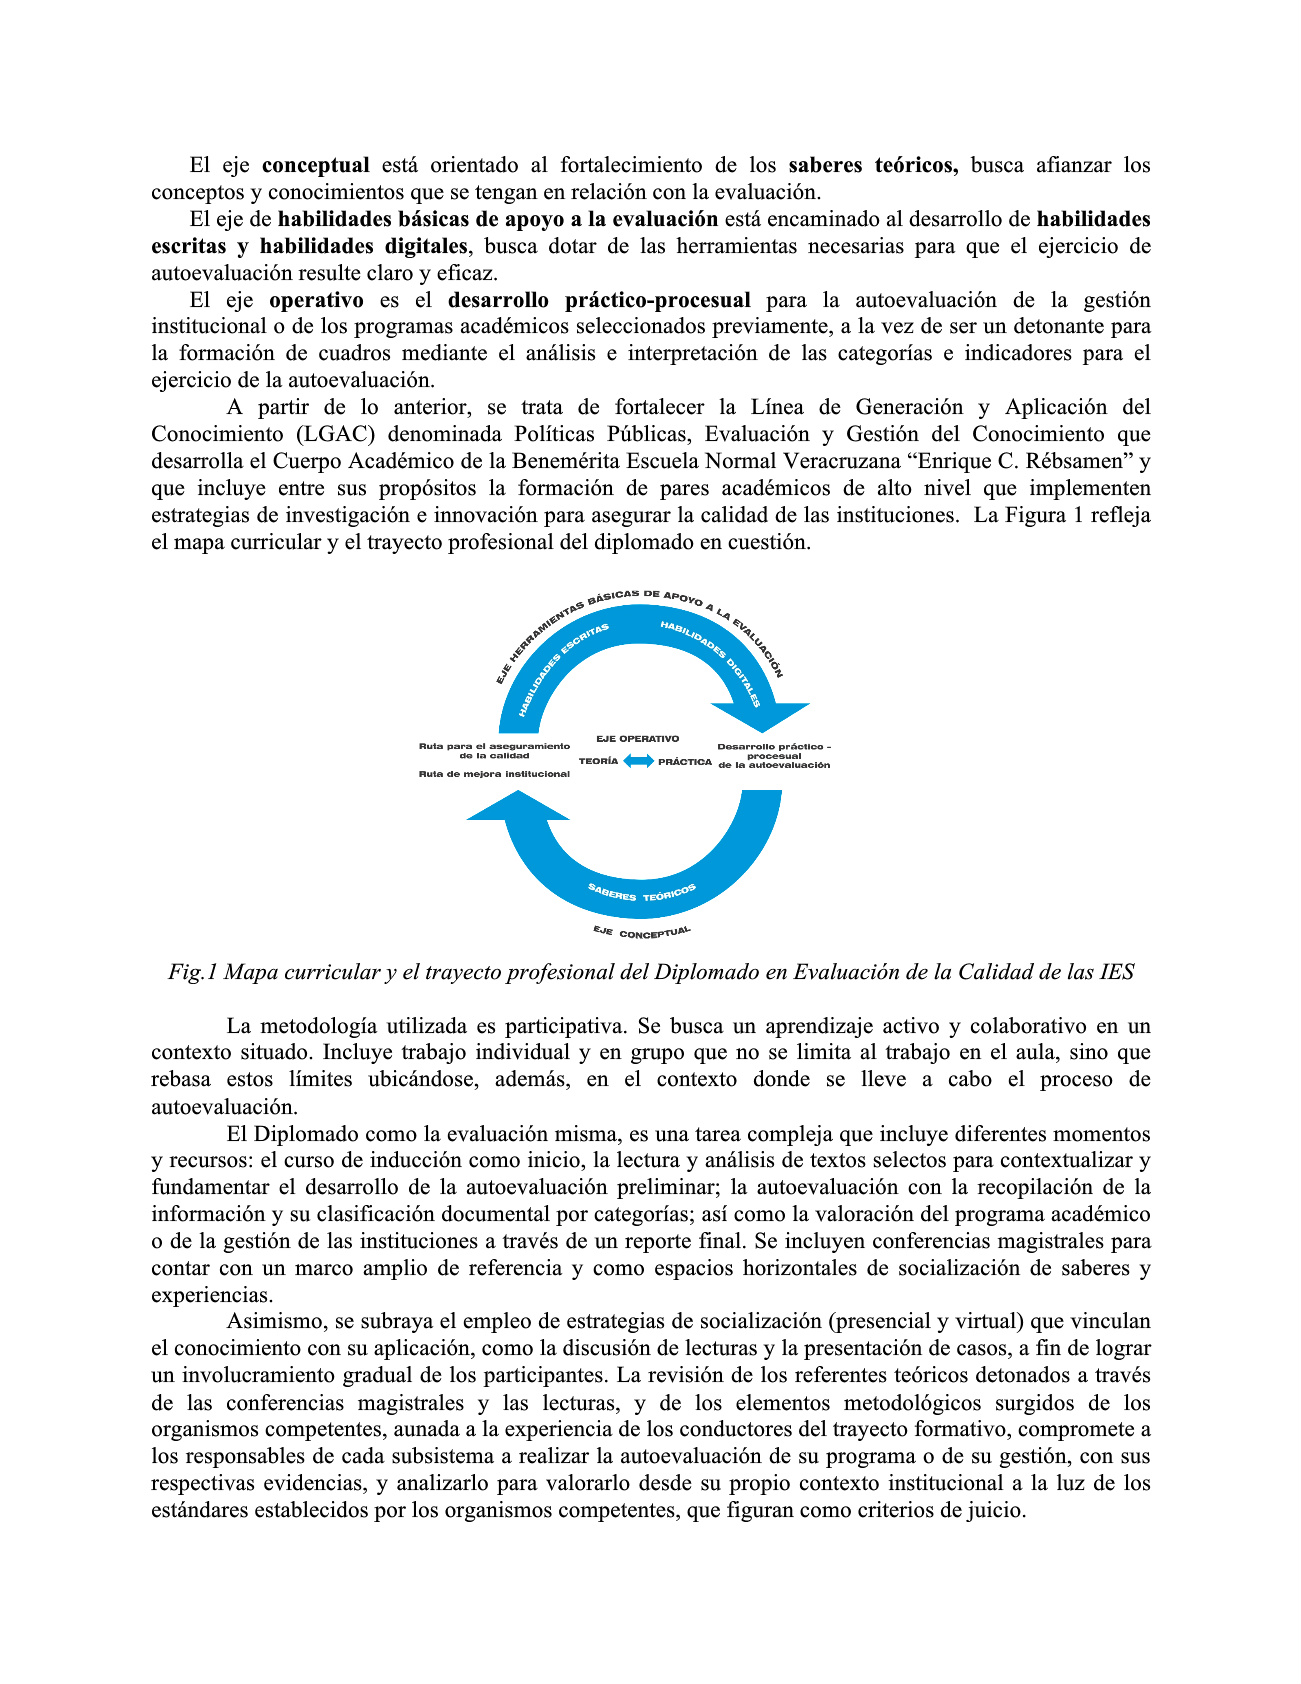 El eje conceptual está orientado al fortalecimiento de los saberes teóricos, busca afianzar los
conceptos y conocimientos que se tengan en relación con la evaluación.
El eje de habilidades básicas de apoyo a la evaluación está encaminado al desarrollo de habilidades
escritas y habilidades digitales, busca dotar de las herramientas necesarias para que el ejercicio de
autoevaluación resulte claro y eficaz.
El eje operativo es el desarrollo práctico-procesual para la autoevaluación de la gestión
institucional o de los programas académicos seleccionados previamente, a la vez de ser un detonante para
la formación de cuadros mediante el análisis e interpretación de las categorías e indicadores para el
ejercicio de la autoevaluación.
A partir de lo anterior, se trata de fortalecer la Línea de Generación y Aplicación del
Conocimiento (LGAC) denominada Políticas Públicas, Evaluación y Gestión del Conocimiento que
desarrolla el Cuerpo Académico de la Benemérita Escuela Normal Veracruzana “Enrique C. Rébsamen” y
que incluye entre sus propósitos la formación de pares académicos de alto nivel que implementen
estrategias de investigación e innovación para asegurar la calidad de las instituciones. La Figura 1 refleja
el mapa curricular y el trayecto profesional del diplomado en cuestión.
EJE HERRAMIENTAS BÁSICAS DE APOYO A LA EVALUACIÓN
HABILIDADES ESCRITAS
HABILIDADES DIGITALES
Ruta para el aseguramiento
de la calidad
Ruta de mejora institucional
EJE OPERATIVO
TEORÍA PRÁCTICA
Desarrollo práctico -
procesual
de la autoevaluación
SABERES TEÓRICOS
EJE CONCEPTUAL
Fig.1 Mapa curricular y el trayecto profesional del Diplomado en Evaluación de la Calidad de las IES
La metodología utilizada es participativa. Se busca un aprendizaje activo y colaborativo en un
contexto situado. Incluye trabajo individual y en grupo que no se limita al trabajo en el aula, sino que
rebasa estos límites ubicándose, además, en el contexto donde se lleve a cabo el proceso de
autoevaluación.
El Diplomado como la evaluación misma, es una tarea compleja que incluye diferentes momentos
y recursos: el curso de inducción como inicio, la lectura y análisis de textos selectos para contextualizar y
fundamentar el desarrollo de la autoevaluación preliminar; la autoevaluación con la recopilación de la
información y su clasificación documental por categorías; así como la valoración del programa académico
o de la gestión de las instituciones a través de un reporte final. Se incluyen conferencias magistrales para
contar con un marco amplio de referencia y como espacios horizontales de socialización de saberes y
experiencias.
Asimismo, se subraya el empleo de estrategias de socialización (presencial y virtual) que vinculan
el conocimiento con su aplicación, como la discusión de lecturas y la presentación de casos, a fin de lograr
un involucramiento gradual de los participantes. La revisión de los referentes teóricos detonados a través
de las conferencias magistrales y las lecturas, y de los elementos metodológicos surgidos de los
organismos competentes, aunada a la experiencia de los conductores del trayecto formativo, compromete a
los responsables de cada subsistema a realizar la autoevaluación de su programa o de su gestión, con sus
respectivas evidencias, y analizarlo para valorarlo desde su propio contexto institucional a la luz de los
estándares establecidos por los organismos competentes, que figuran como criterios de juicio.